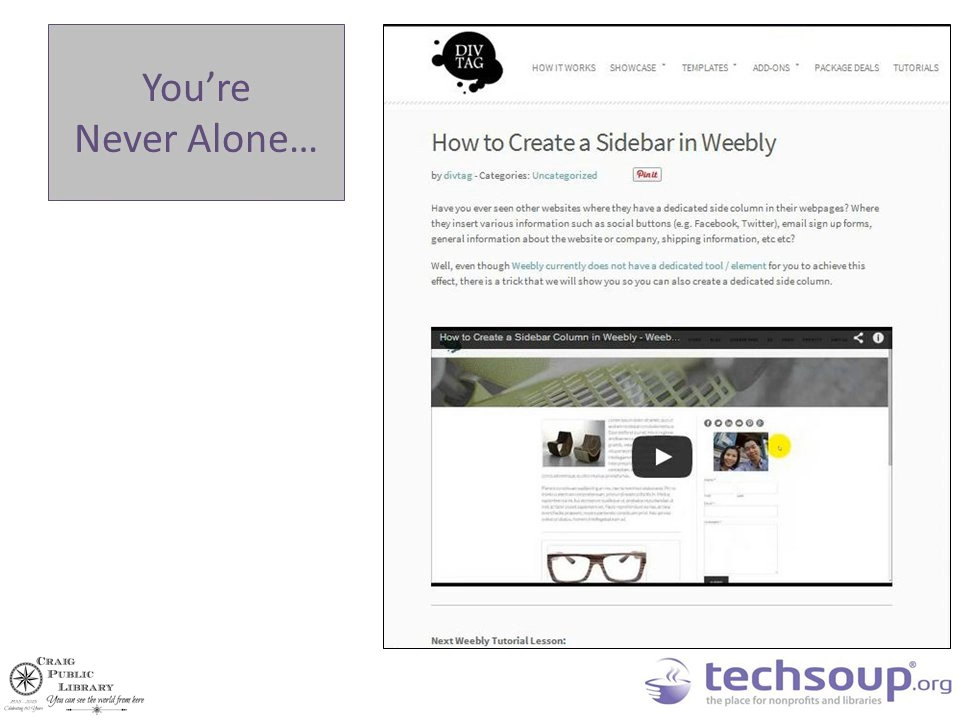 You’re
Never Alone…
DIV
TAG
HOW IT WORKS SHOWCASE TEMPLATES ADD-ONS PACKAGE DEALS TUTORIALS
How to Create a Sidebar in Weebly
by divtag - Categories: Uncategorized Pin it
Have you ever seen other websites where they have a dedicated side column in their webpages? Where
they insert various information such as social buttons (e.g. Facebook, Twitter), email sign up forms,
general information about the website or company, shipping information, etc etc?
Well, even though Weebly currently does not have a dedicated tool / element for you to achieve this
effect, there is a trick that we will show you so you can also create a dedicated side column.
How to Create a Sidebar Column in Weebly - Weeb...
Next Weebly Tutorial Lesson:
CRAIG
PUBLIC
LIBRARY
You can see the world from here
techsoup®.org
the place for nonprofits and libraries